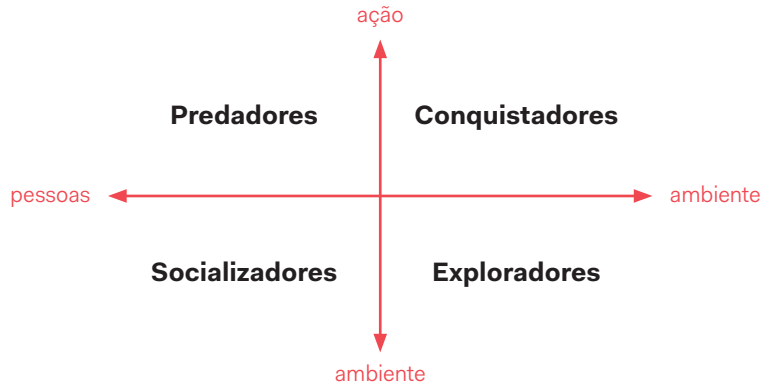 ação
Predadores
Conquistadores
pessoas
ambiente
Socializadores
Exploradores
ambiente